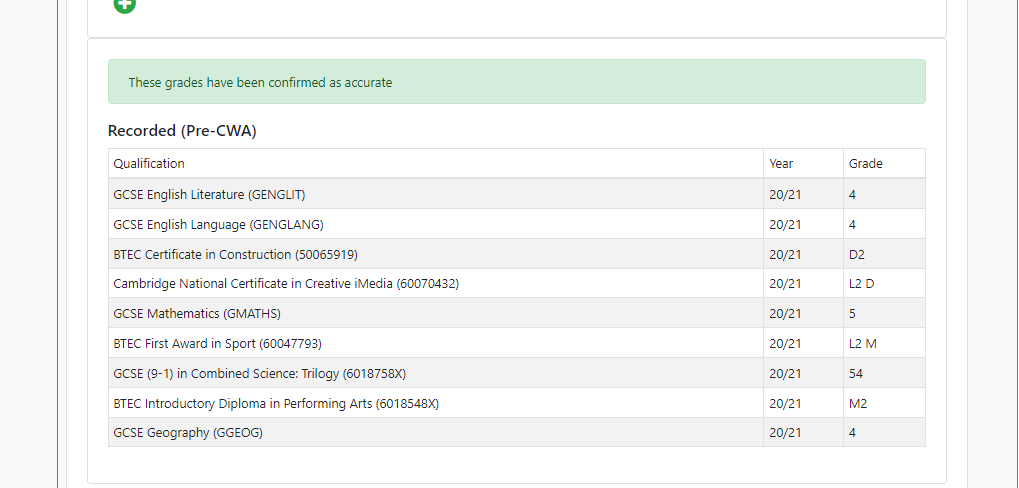 These grades have been confirmed as accurate
Recorded (Pre-CWA)
Qualification Year Grade
GCSE English Literature (GENGLIT) 20/21 4
GCSE English Language (GENGLANG) 20/21 4
BTEC Certificate in Construction (50065919) 20/21 D2
Cambridge National Certificate in Creative iMedia (60070432) 20/21 L2 D
GCSE Mathematics (GMATHS) 20/21 5
BTEC First Award in Sport (60047793) 20/21 L2 M
GCSE (9-1) in Combined Science: Trilogy (6018758X) 20/21 54
BTEC Introductory Diploma in Performing Arts (6018548X) 20/21 M2
GCSE Geography (GGEOG) 20/21 4